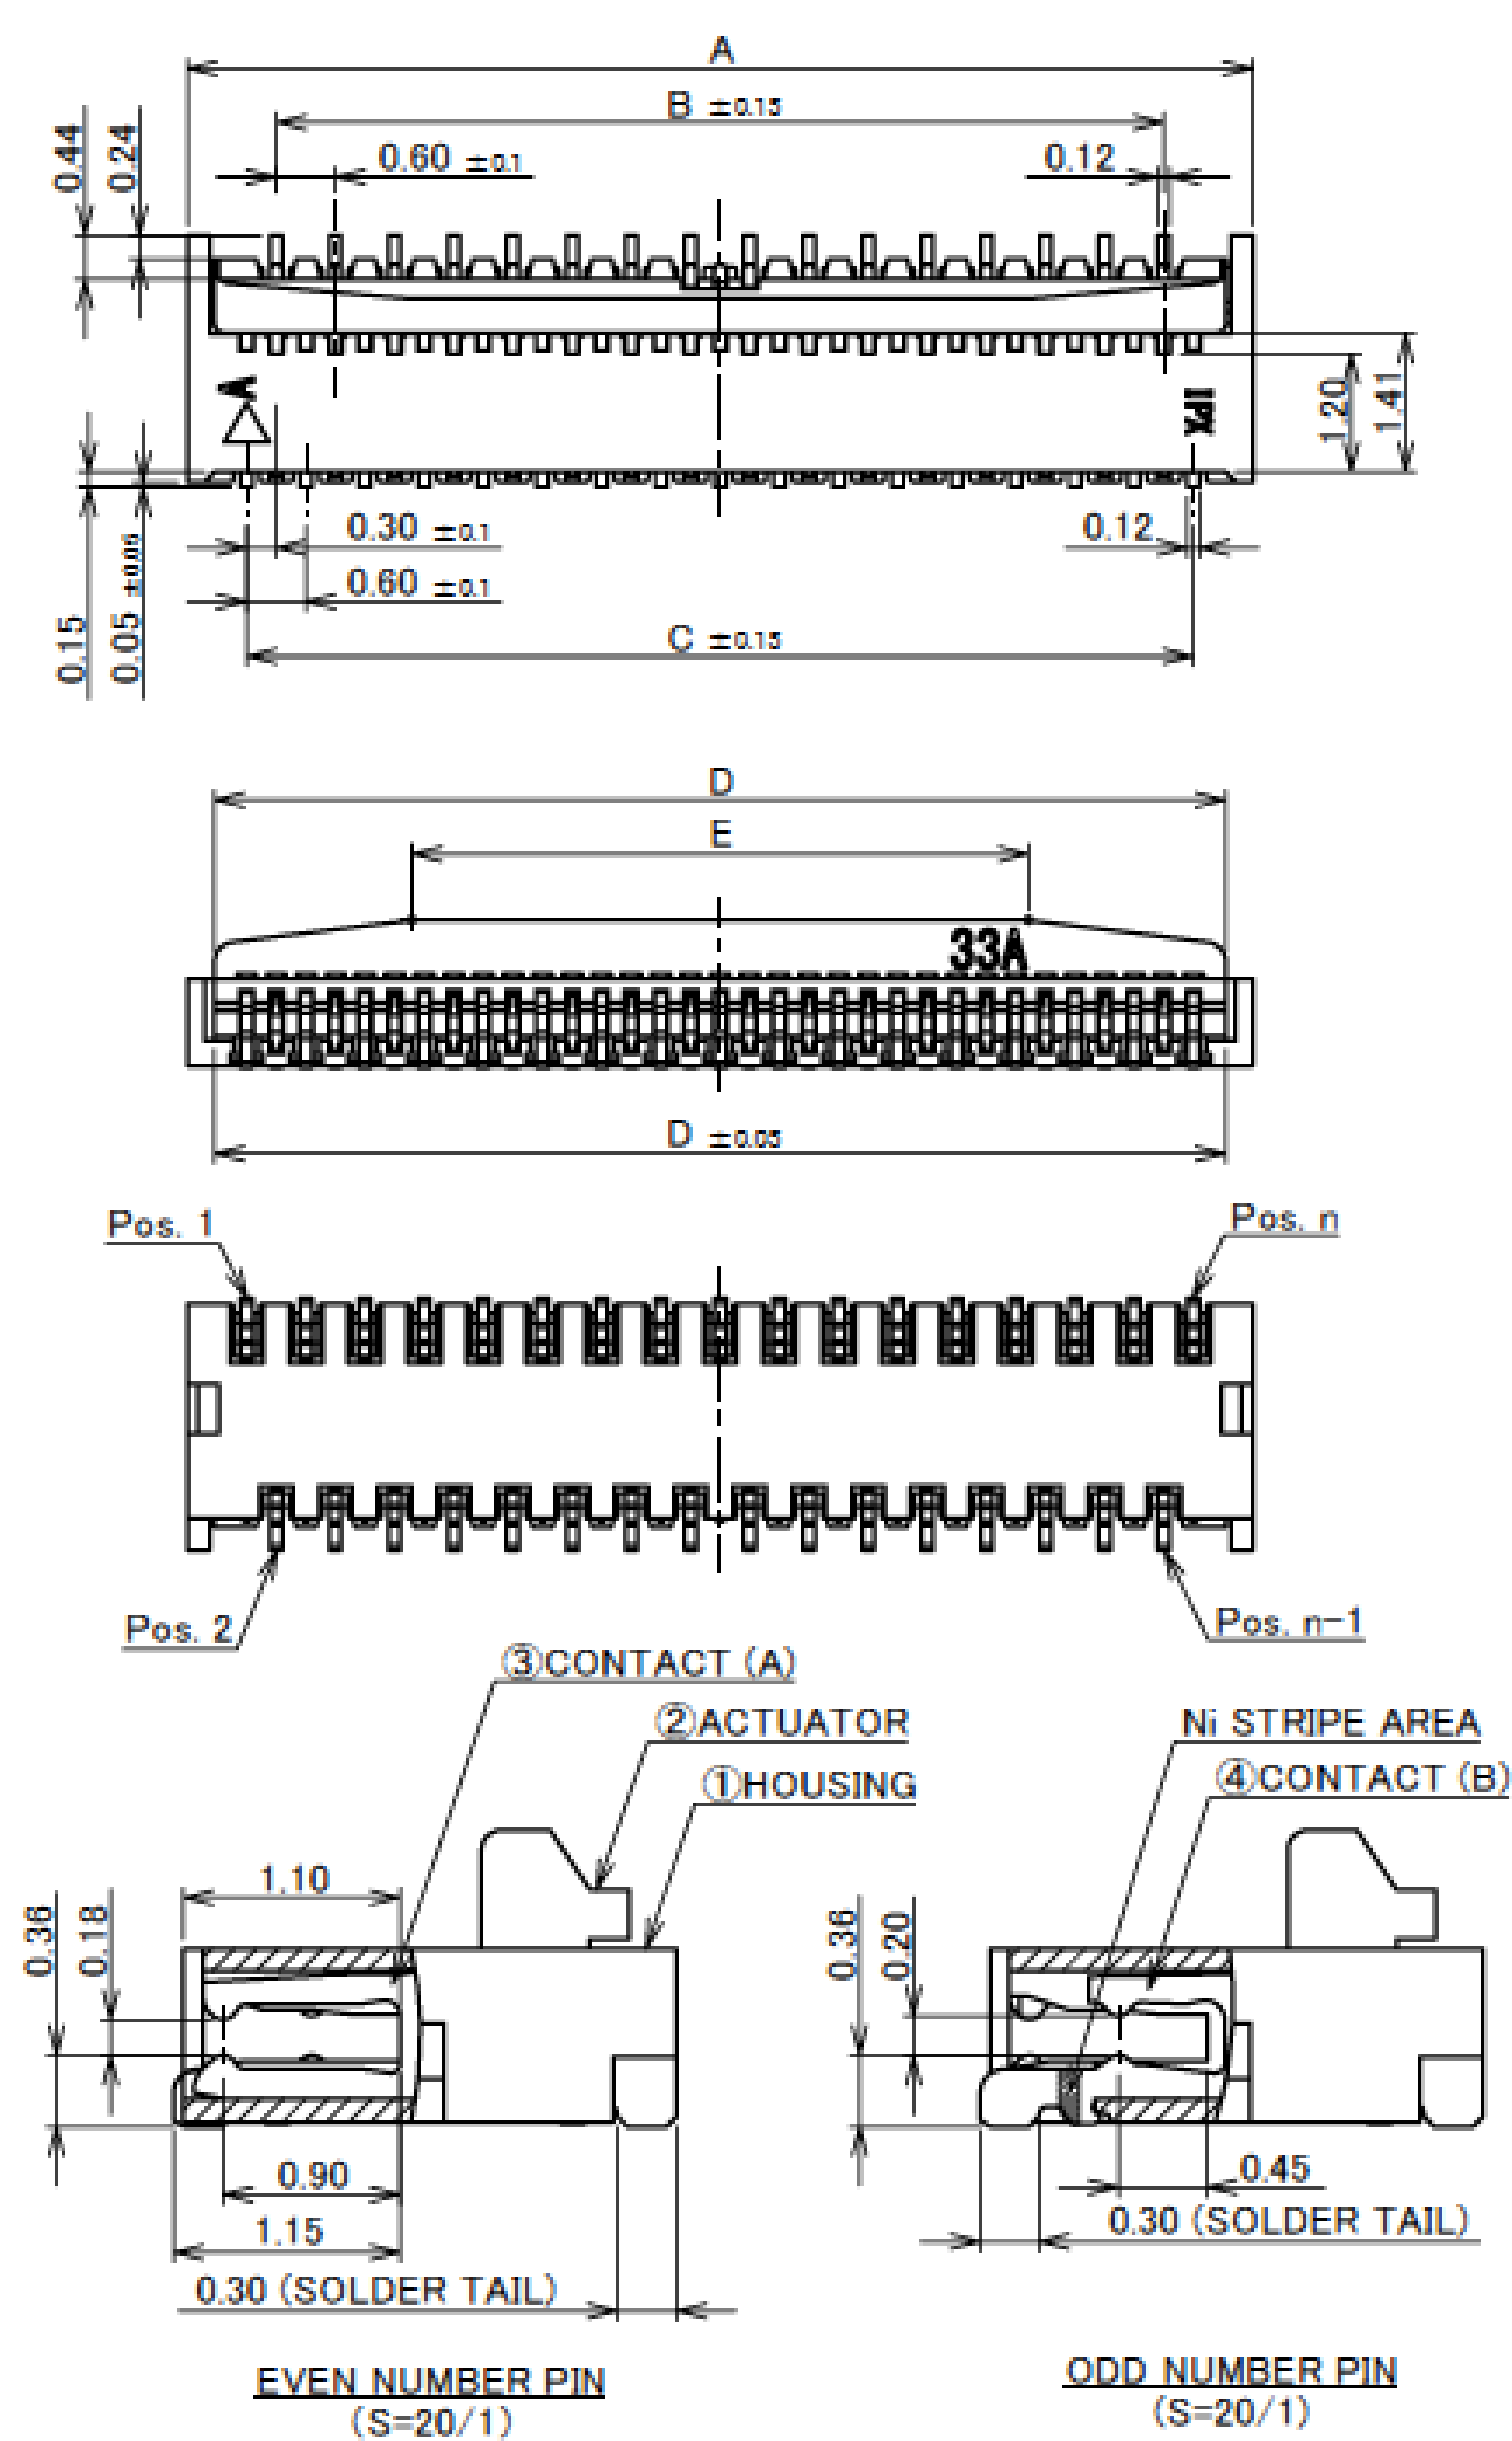 A
B ±0.15
0.60 ±0.1
0.12
0.44
0.24
A
IPX
1.20
1.41
0.30 ±0.1
0.12
0.60 ±0.1
0.15
0.05 ±0.05
C ±0.15
D
E
33A
D ±0.05
Pos. 1
Pos. n
Pos. 2
Pos. n-1
③CONTACT (A)
②ACTUATOR
①HOUSING
Ni STRIPE AREA
④CONTACT (B)
1.10
0.36
0.18
0.36
0.20
0.90
1.15
0.30 (SOLDER TAIL)
0.45
0.30 (SOLDER TAIL)
EVEN NUMBER PIN
(S=20/1)
ODD NUMBER PIN
(S=20/1)